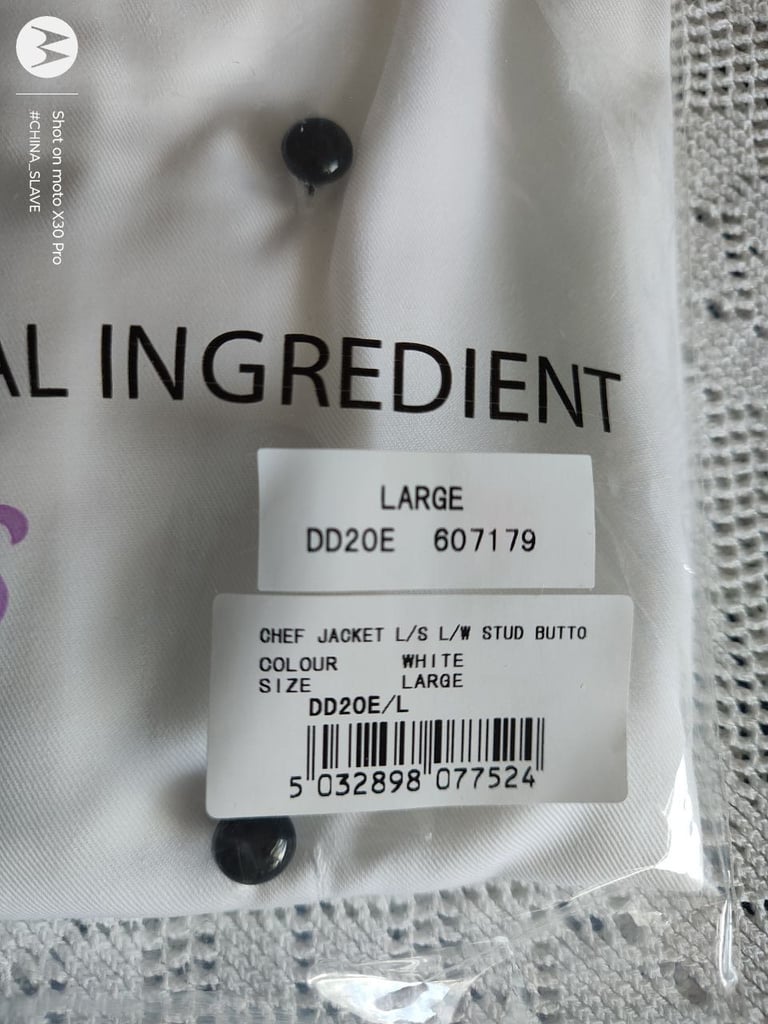 Shot on moto X30 Pro
#CHINA_SLAVE
AL INGREDIENT
LARGE
DD20E 607179
CHEF JACKET L/S L/W STUD BUTTO
COLOUR WHITE
SIZE LARGE
DD20E/L
5 032898 077524